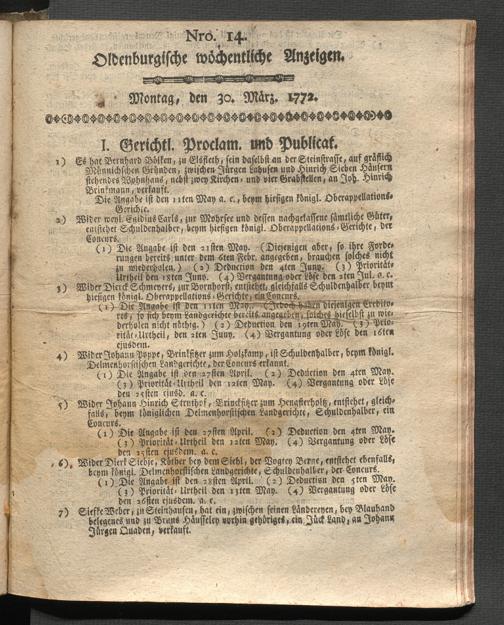 Nro. 14.
Oldenburgische wöchentliche Anzeigen.
Montag, den 30. März. 1772.
I. Gerichtl. Proclam. und Publicat.
1) Es hat Bernhard Bölken, zu Elsfleth, sein daselbst an der Steinstrasse, auf gräflich
Münnichschen Gründen, zwischen Jürgen Lahusen und Hinrich Sieben Häusern
stehendes Wohnhaus, nebst zwey Kirchen- und vier Grabstellen, an Joh. Hinrich
Brinkmann, verkauft.
Die Angabe ist den 11ten May a. c., beym hiesigen königl. Oberappellations-
Gerichte.
2) Wider weyl. Egidius Carls, zur Mohrsee und dessen nachgelassene sämtliche Güter,
entstehet Schuldenhalber, beym hiesigen königl. Oberappellations-Gerichte, der
Concurs.
(1) Die Angabe ist den 21sten May. (Diejenigen aber, so ihre Forde-
rungen bereits unter dem 6ten Febr. angegeben, brauchen solches nicht
zu wiederholen.) (2) Deduction den 4ten Juny. (3) Prioritäts-
Urtheil den 18ten Juny. (4) Vergantung oder Löse den 2ten Jul. a. c.
3) Wider Dierck Schmeyers, zur Bornhorst, entstehet, gleichfalls Schuldenhalber beym
hiesigen königl. Oberappellations-Gerichte, ein Concurs.
(1) Die Angabe ist den 11ten May. (Jedoch haben diejenigen Credito-
res, so sich beym Landgerichte bereits angegeben, solches hieselbst zu wie-
derholen nicht nöthig.) (2) Deduction den 19ten May. (3) Prio-
rität-Urtheil, den 2ten Juny. (4) Vergantung oder Löse den 16ten
ejusdem.
4) Wider Johann Poppe, Brinksitzer zum Holzkamp, ist Schuldenhalber, beym königl.
Delmenhorstischen Landgerichte, der Concurs erkannt.
(1) Die Angabe ist den 27sten April. (2) Deduction den 4ten May.
(3) Priorität-Urtheil den 12ten May. (4) Vergantung oder Löse
den 25sten ejusd. a. c.
5) Wider Johann Hinrich Struthof, Brincksitzer zum Hengsterholz, entstehet, gleich-
falls, beym königlichen Delmenhorstischen Landgerichte, Schuldenhalber, ein
Concurs.
(1) Die Angabe ist den 27sten April. (2) Deduction den 4ten May.
(3) Priorität-Urtheil den 12ten May. (4) Vergantung oder Löse
den 25sten ejusd. a. c.
6) Wider Dierk Siebje, Köther bey dem Siehl, der Vogtey Berne, entstehet ebenfalls,
beym königl. Delmenhorstischen Landgerichte, Schuldenhalber, der Concurs.
(1) Die Angabe ist den 28sten April. (2) Deduction den 5ten May.
(3) Priorität-Urtheil den 13ten May. (4) Vergantung oder Löse
den 26sten ejusdem. a. c.
7) Siefke Weber, zu Steinhausen, hat ein, zwischen seinen Ländereyen, bey Blauhand
belegenes und zu Bruns Häusseley vorhin gehöriges, ein Jück Land, an Johann
Jürgen Quaden, verkauft.